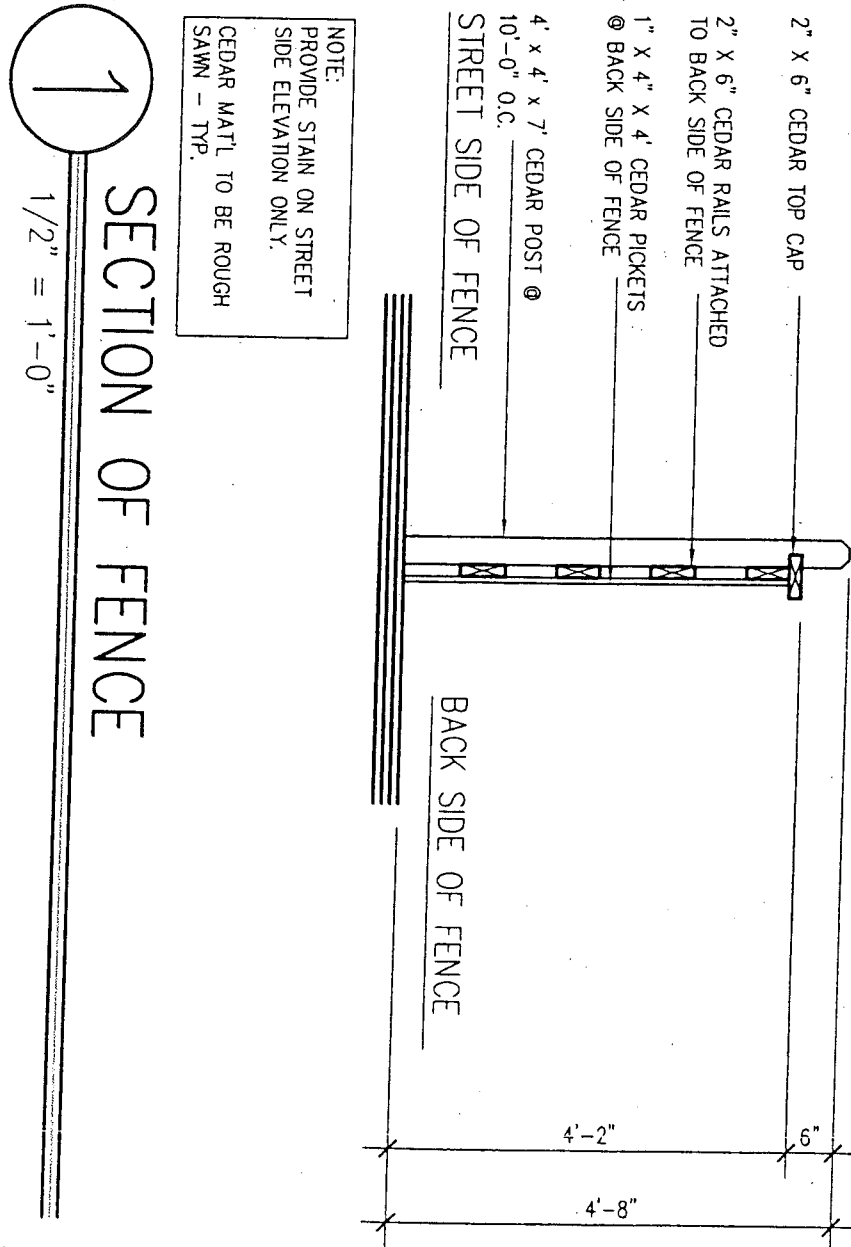 2" X 6" CEDAR TOP CAP
2" X 6" CEDAR RAILS ATTACHED
TO BACK SIDE OF FENCE
1" X 4" X 4' CEDAR PICKETS
@ BACK SIDE OF FENCE
4' x 4' x 7' CEDAR POST @
10'-0" O.C.
STREET SIDE OF FENCE
BACK SIDE OF FENCE
4'-2"
6"
4'-8"
NOTE:
PROVIDE STAIN ON STREET
SIDE ELEVATION ONLY.
CEDAR MAT'L TO BE ROUGH
SAWN - TYP.
1
SECTION OF FENCE
1/2" = 1'-0"